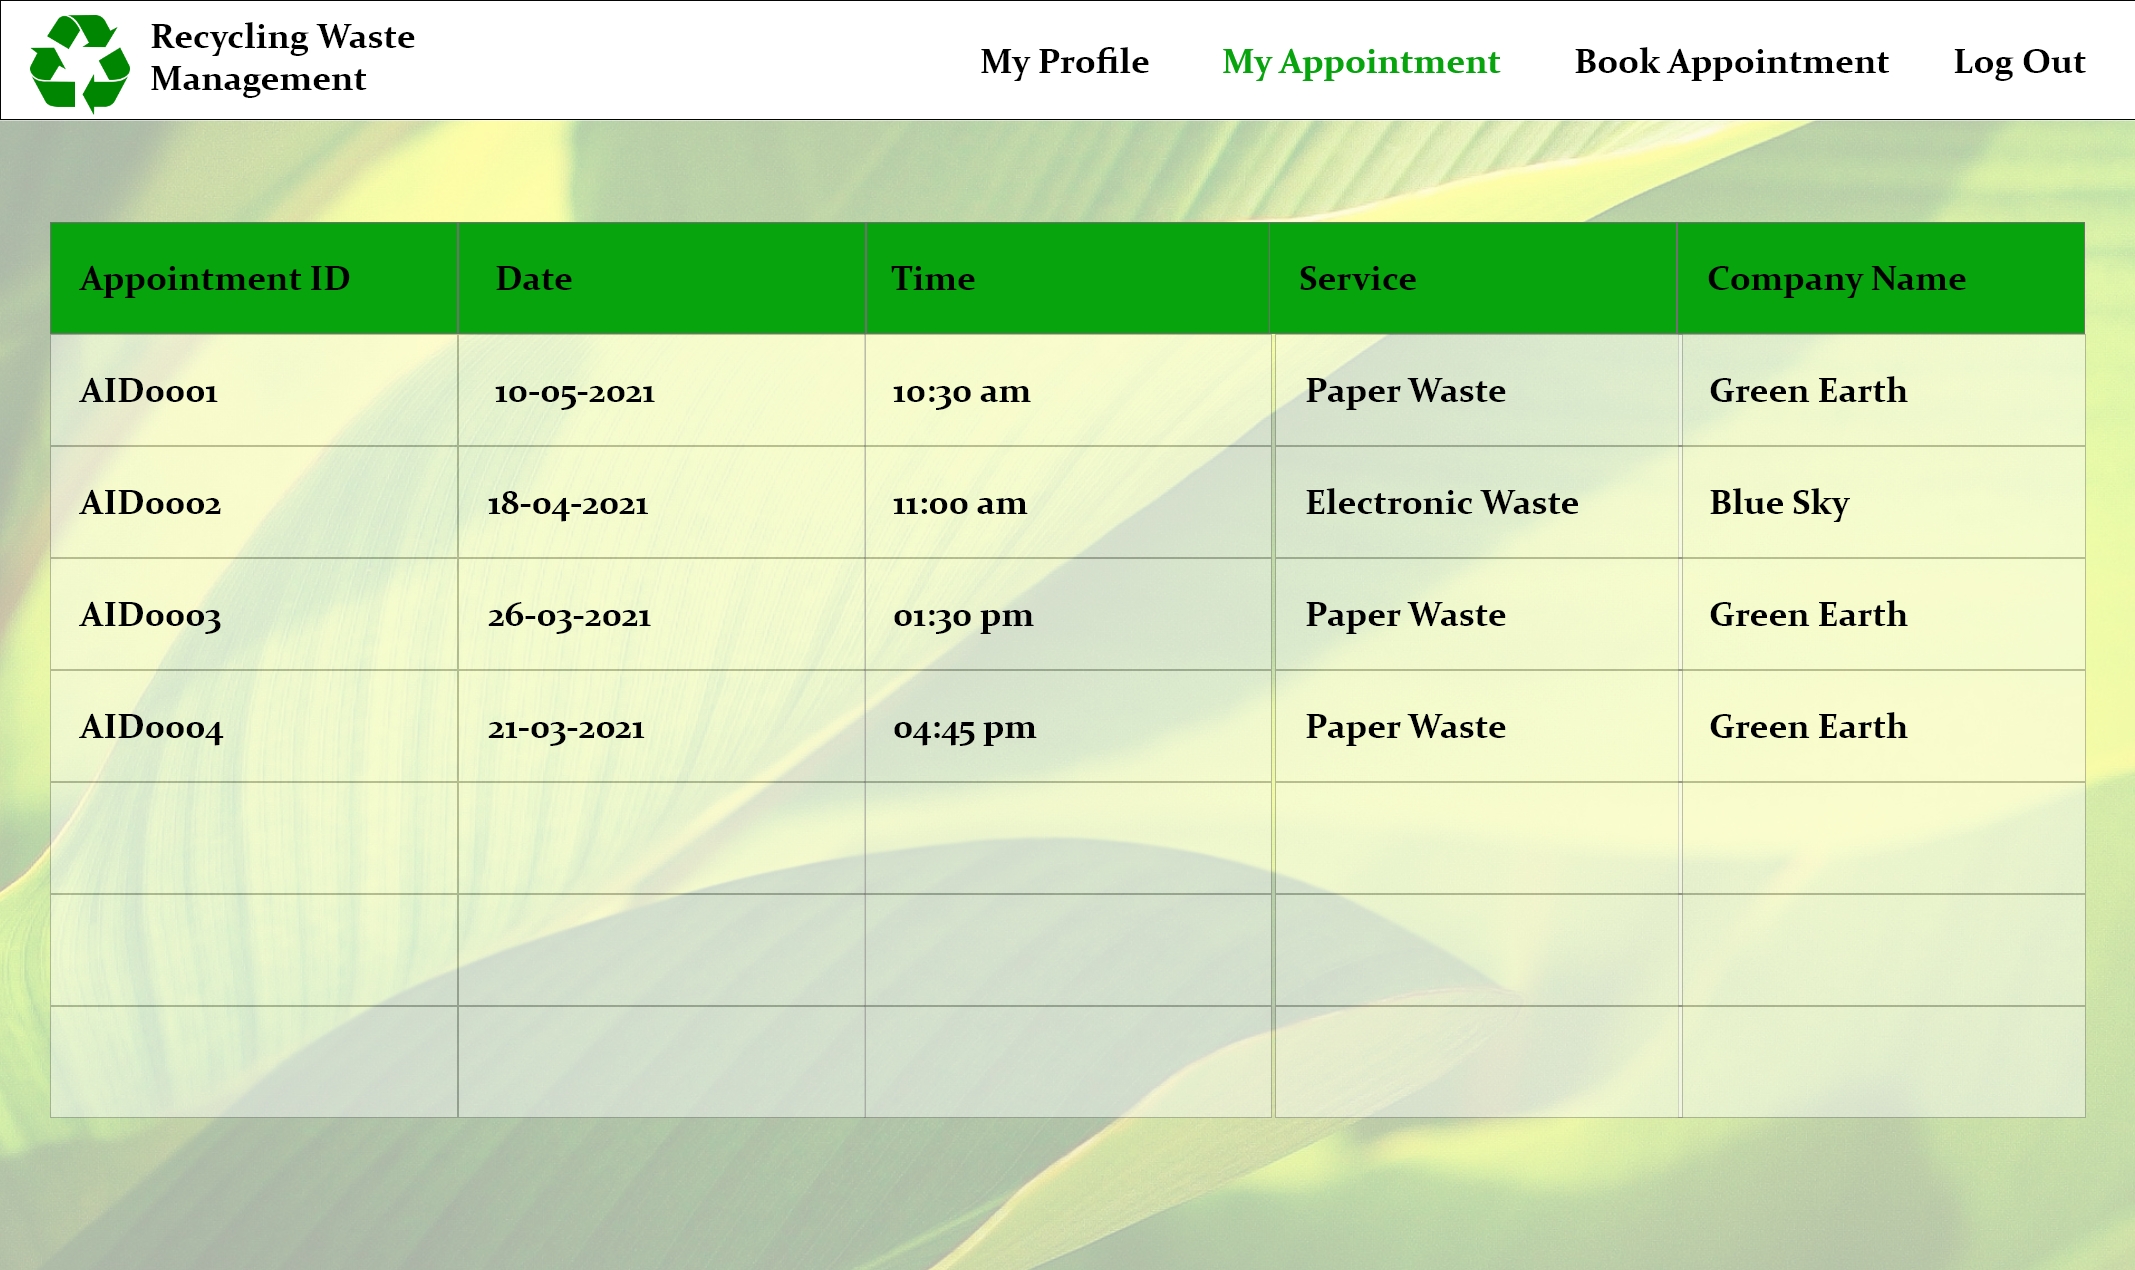 Recycling Waste
Management
My Profile My Appointment Book Appointment Log Out
Appointment ID Date Time Service Company Name
AID0001 10-05-2021 10:30 am Paper Waste Green Earth
AID0002 18-04-2021 11:00 am Electronic Waste Blue Sky
AID0003 26-03-2021 01:30 pm Paper Waste Green Earth
AID0004 21-03-2021 04:45 pm Paper Waste Green Earth